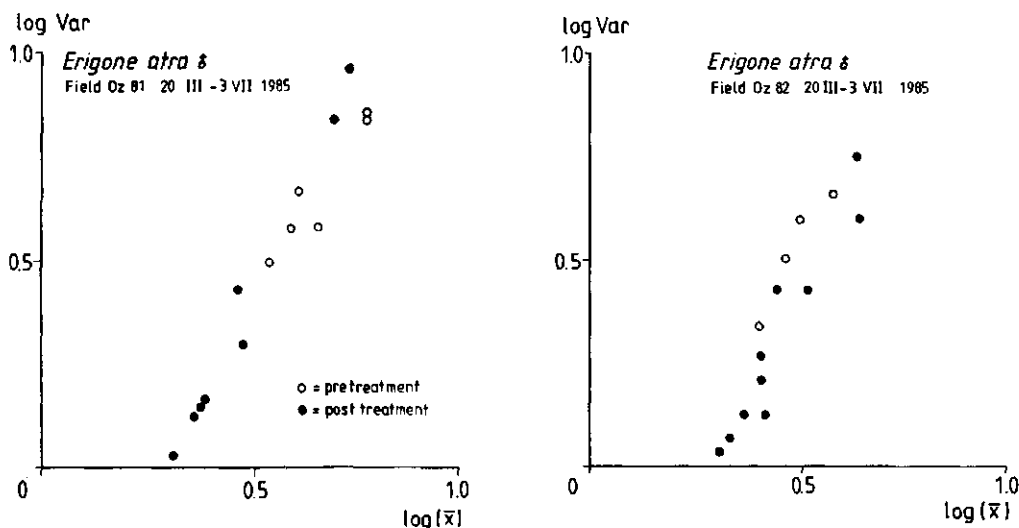 log Var
1.0
Erigone atra ♂
Field Oz 81 20 III - 3 VII 1985
0.5
○ = pretreatment
● = post treatment
0
0.5
1.0
log (x̄)
log Var
1.0
Erigone atra ♂
Field Oz 82 20 III - 3 VII 1985
0.5
0
0.5
1.0
log (x̄)